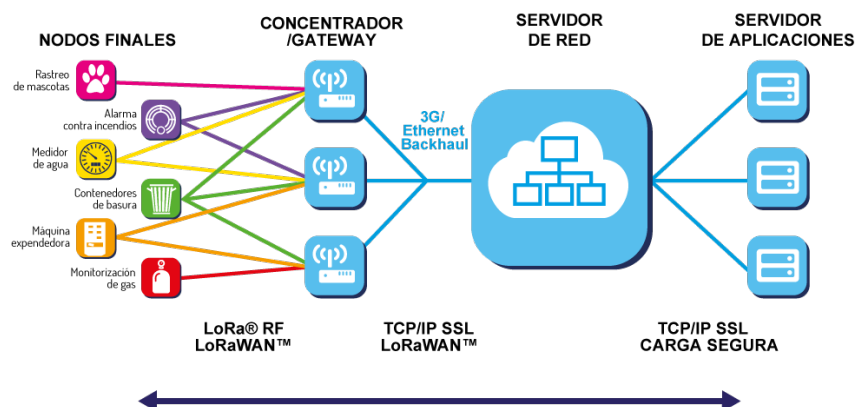 NODOS FINALES
CONCENTRADOR
/GATEWAY
SERVIDOR
DE RED
SERVIDOR
DE APLICACIONES
Rastreo
de mascotas
Alarma
contra incendios
Medidor
de agua
Contenedores
de basura
Máquina
expendedora
Monitorización
de gas
3G/
Ethernet
Backhaul
LoRa® RF
LoRaWAN™
TCP/IP SSL
LoRaWAN™
TCP/IP SSL
CARGA SEGURA